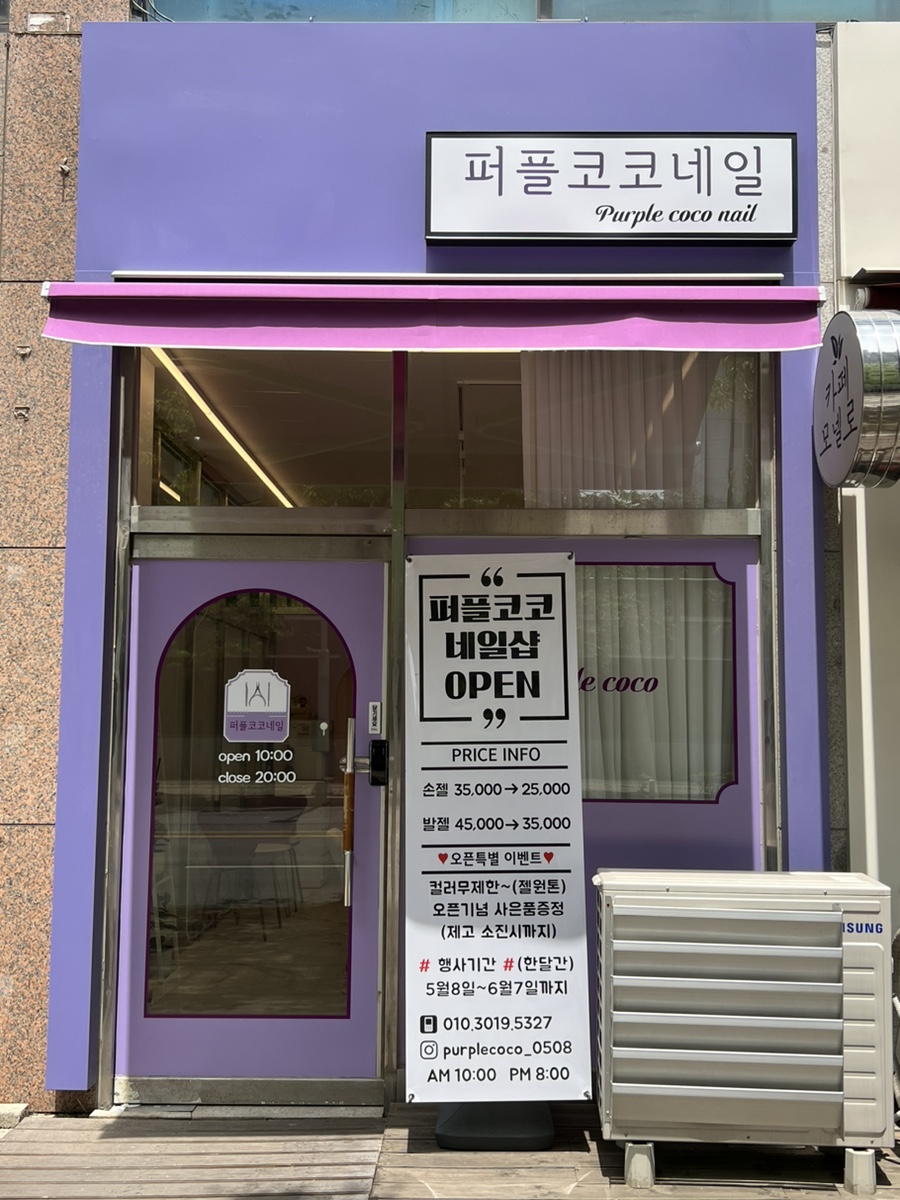 퍼플코코네일
Purple coco nail
카페
모넬로
퍼플코코네일
open 10:00
close 20:00
“
퍼플코코
네일샵
OPEN
”
le coco
PRICE INFO
손젤 35,000→25,000
발젤 45,000→35,000
♥오픈특별 이벤트♥
컬러무제한~(젤원톤)
오픈기념 사은품증정
(제고 소진시까지)
# 행사기간 #(한달간)
5월8일~6월7일까지
010.3019.5327
purplecoco_0508
AM 10:00 PM 8:00
SUNG